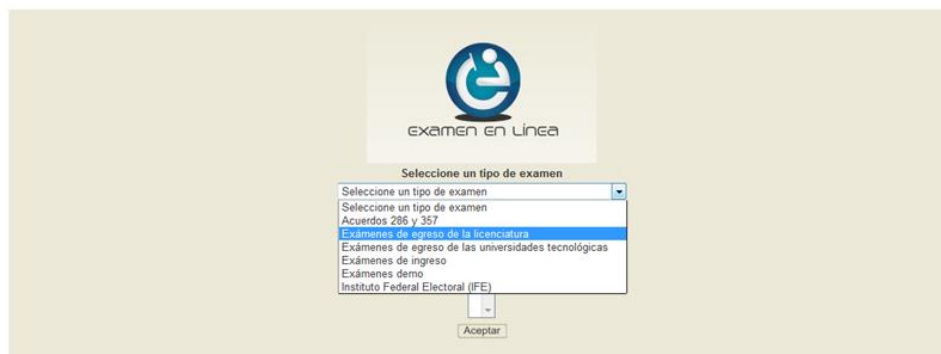 examen en Línea
Seleccione un tipo de examen
Seleccione un tipo de examen
Seleccione un tipo de examen
Acuerdos 286 y 357
Exámenes de egreso de la licenciatura
Exámenes de egreso de las universidades tecnológicas
Exámenes de ingreso
Exámenes demo
Instituto Federal Electoral (IFE)
Aceptar